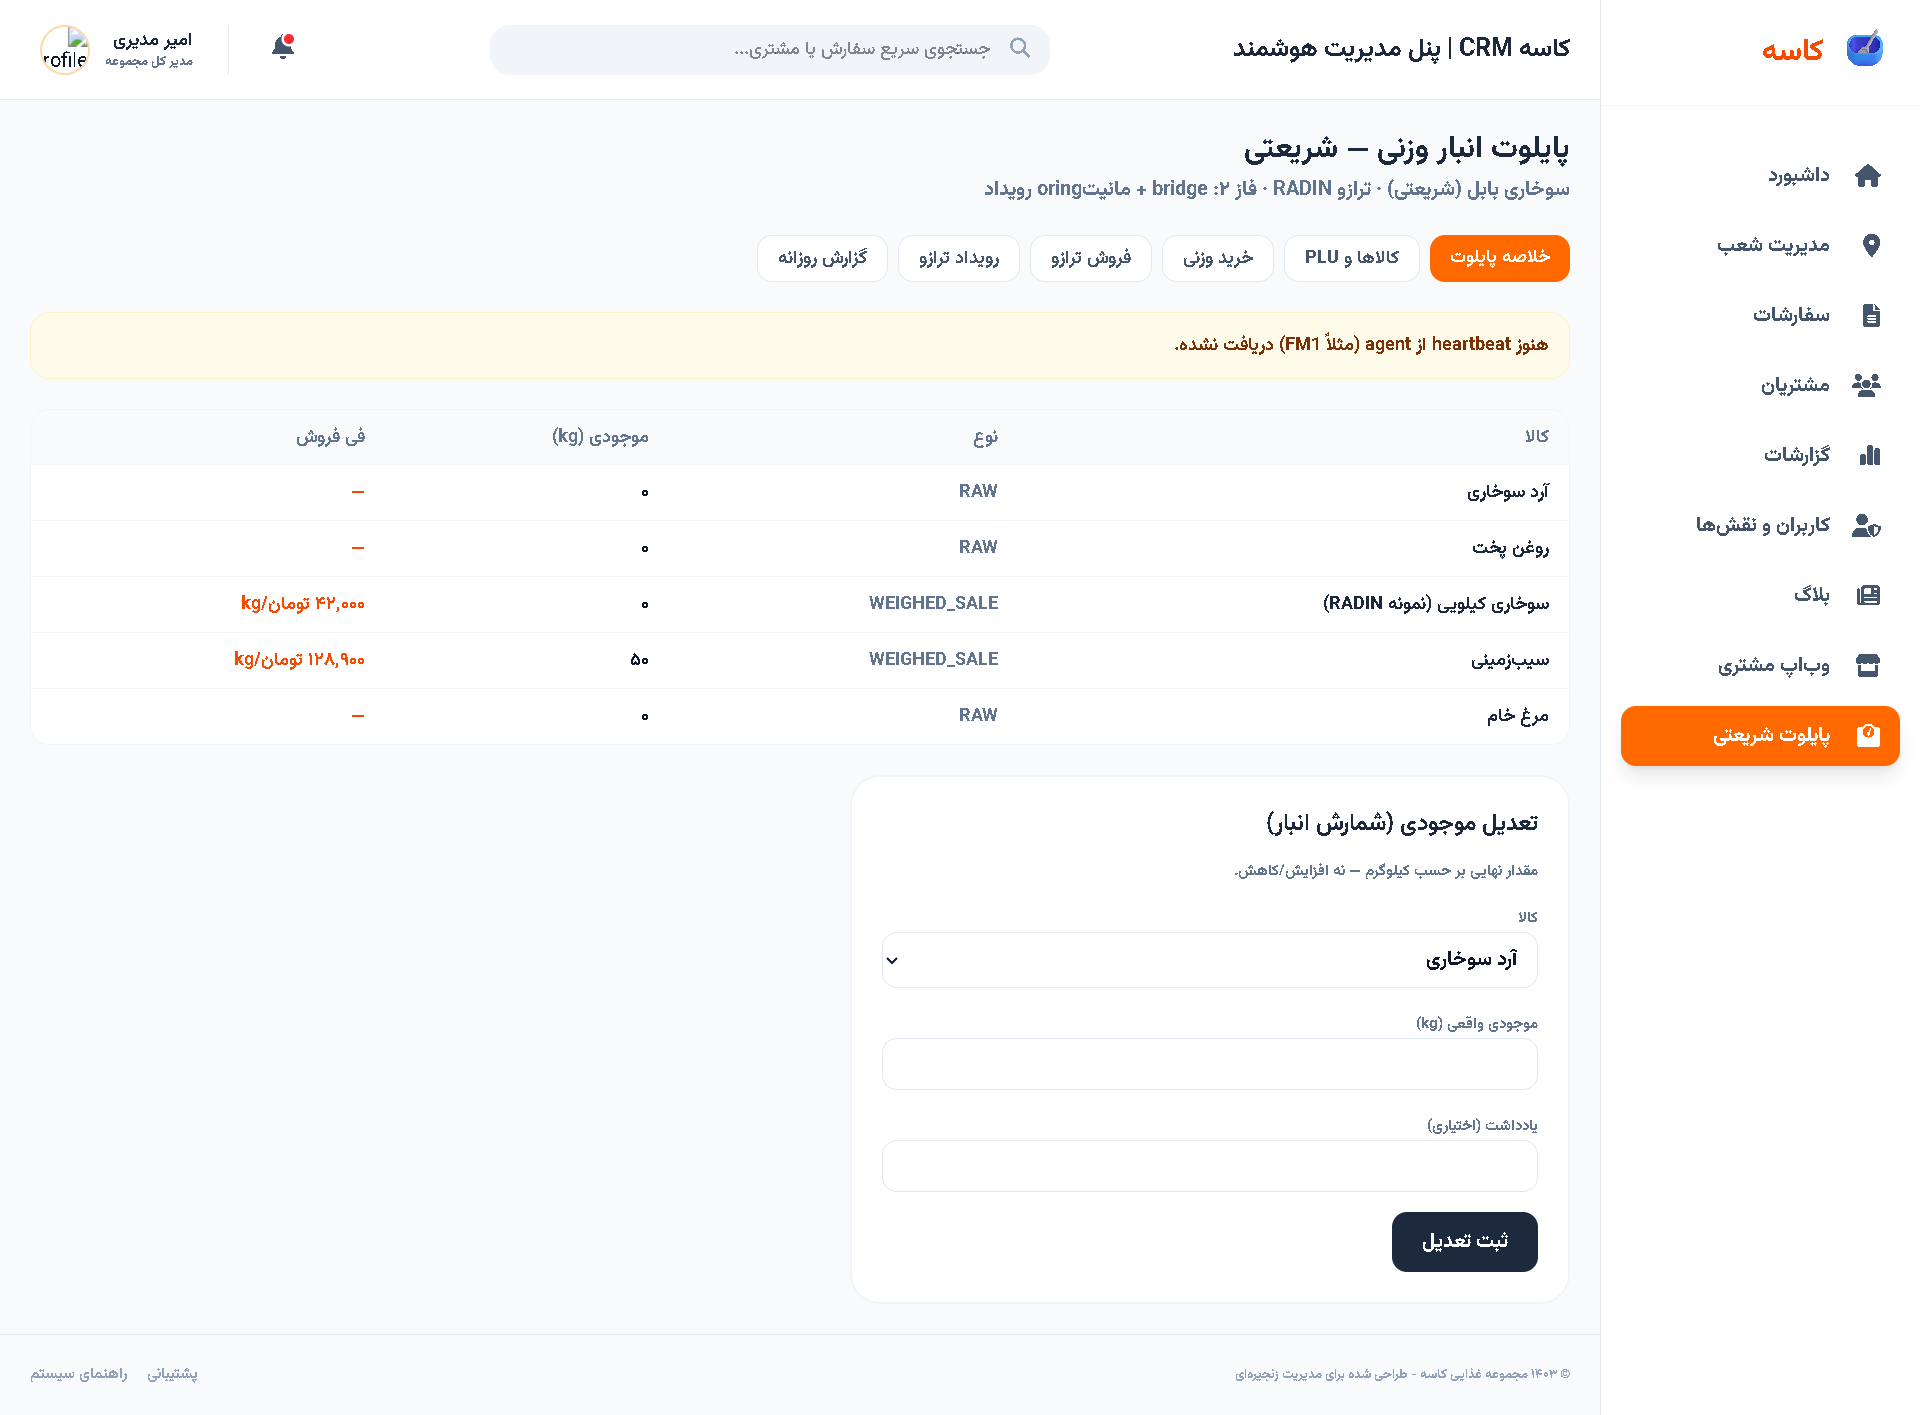 کاسه
داشبورد
مدیریت شعب
سفارشات
مشتریان
گزارشات
کاربران و نقش‌ها
بلاگ
وب‌اپ مشتری
پایلوت شریعتی
کاسه CRM | پنل مدیریت هوشمند
جستجوی سریع سفارش یا مشتری...
امیر مدیری
مدیر کل مجموعه
rofile
پایلوت انبار وزنی — شریعتی
سوخاری بابل (شریعتی) · ترازو RADIN · فاز ۲: bridge + مانیتoring رویداد
خلاصه پایلوت
کالاها و PLU
خرید وزنی
فروش ترازو
رویداد ترازو
گزارش روزانه
هنوز heartbeat از agent (مثلاً FM1) دریافت نشده.
کالا نوع موجودی (kg) فی فروش
آرد سوخاری RAW ۰ —
روغن پخت RAW ۰ —
سوخاری کیلویی (نمونه RADIN) WEIGHED_SALE ۰ ۴۲,۰۰۰ تومان/kg
سیب‌زمینی WEIGHED_SALE ۵۰ ۱۲۸,۹۰۰ تومان/kg
مرغ خام RAW ۰ —
تعدیل موجودی (شمارش انبار)
مقدار نهایی بر حسب کیلوگرم — نه افزایش/کاهش.
کالا
آرد سوخاری
موجودی واقعی (kg)
یادداشت (اختیاری)
ثبت تعدیل
© ۱۴۰۳ مجموعه غذایی کاسه - طراحی شده برای مدیریت زنجیره‌ای
پشتیبانی
راهنمای سیستم